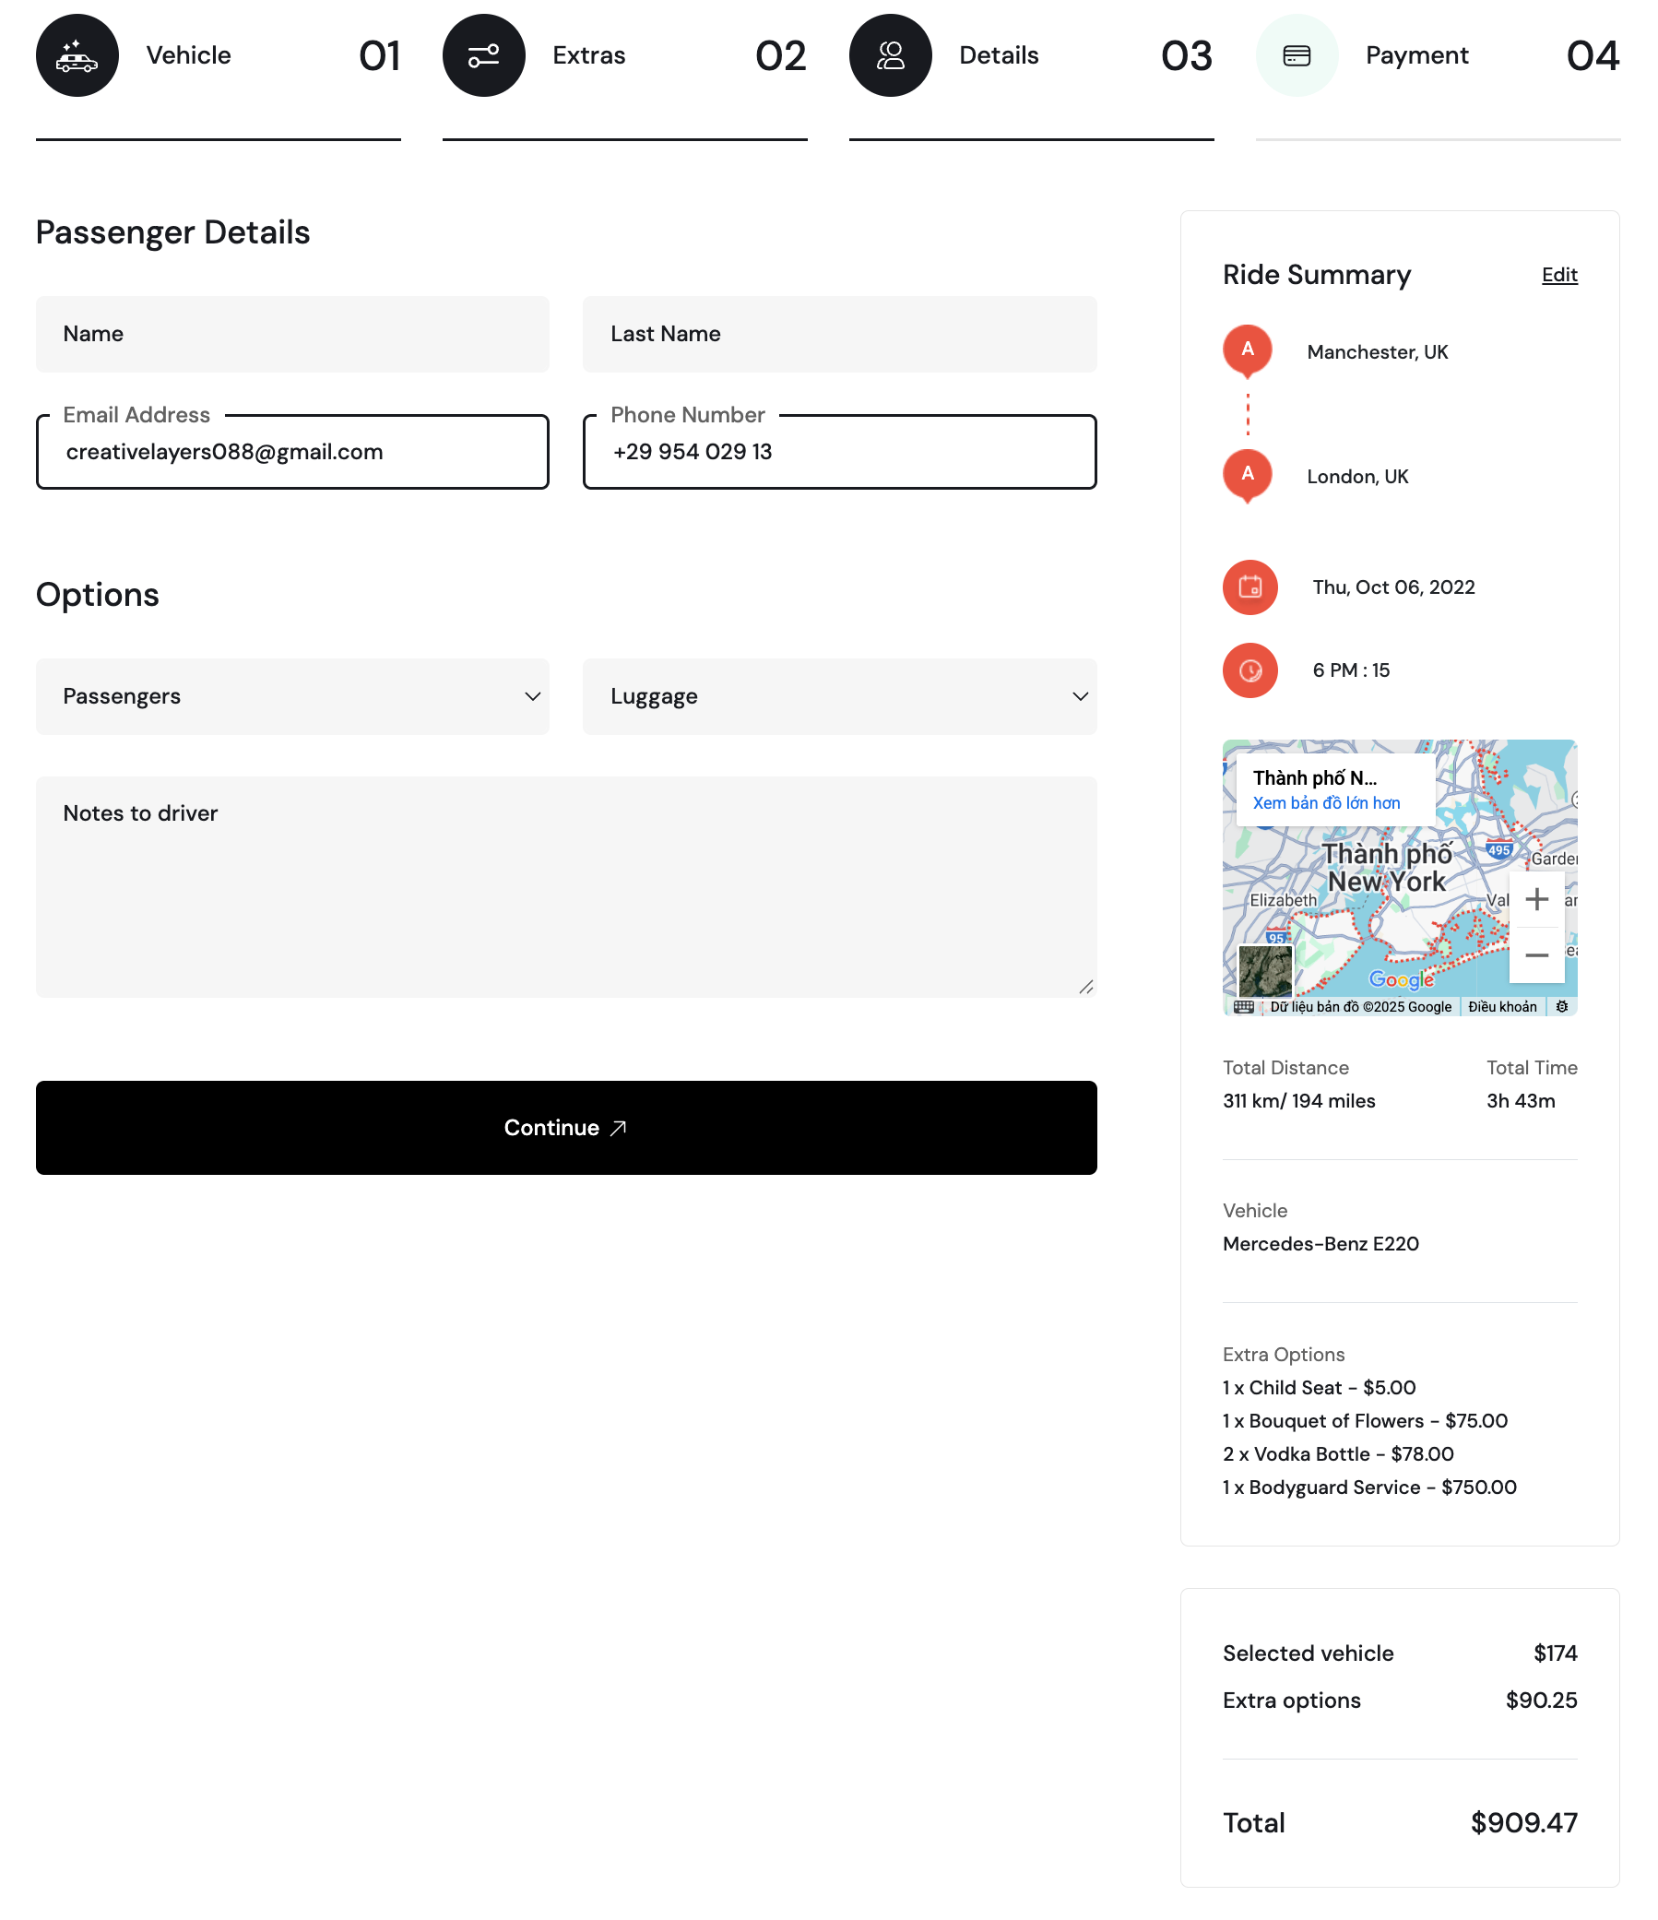 Vehicle 01
Extras 02
Details 03
Payment 04
Passenger Details
Name
Last Name
Email Address
creativelayers088@gmail.com
Phone Number
+29 954 029 13
Options
Passengers
Luggage
Notes to driver
Continue
Ride Summary
Edit
A
Manchester, UK
A
London, UK
Thu, Oct 06, 2022
6 PM : 15
Thành phố N...
Xem bản đồ lớn hơn
Thành phố
New York
495
Garden
Elizabeth
Val
95
Google
Dữ liệu bản đồ ©2025 Google
Điều khoản
Total Distance
311 km/ 194 miles
Total Time
3h 43m
Vehicle
Mercedes-Benz E220
Extra Options
1 x Child Seat - $5.00
1 x Bouquet of Flowers - $75.00
2 x Vodka Bottle - $78.00
1 x Bodyguard Service - $750.00
Selected vehicle $174
Extra options $90.25
Total $909.47